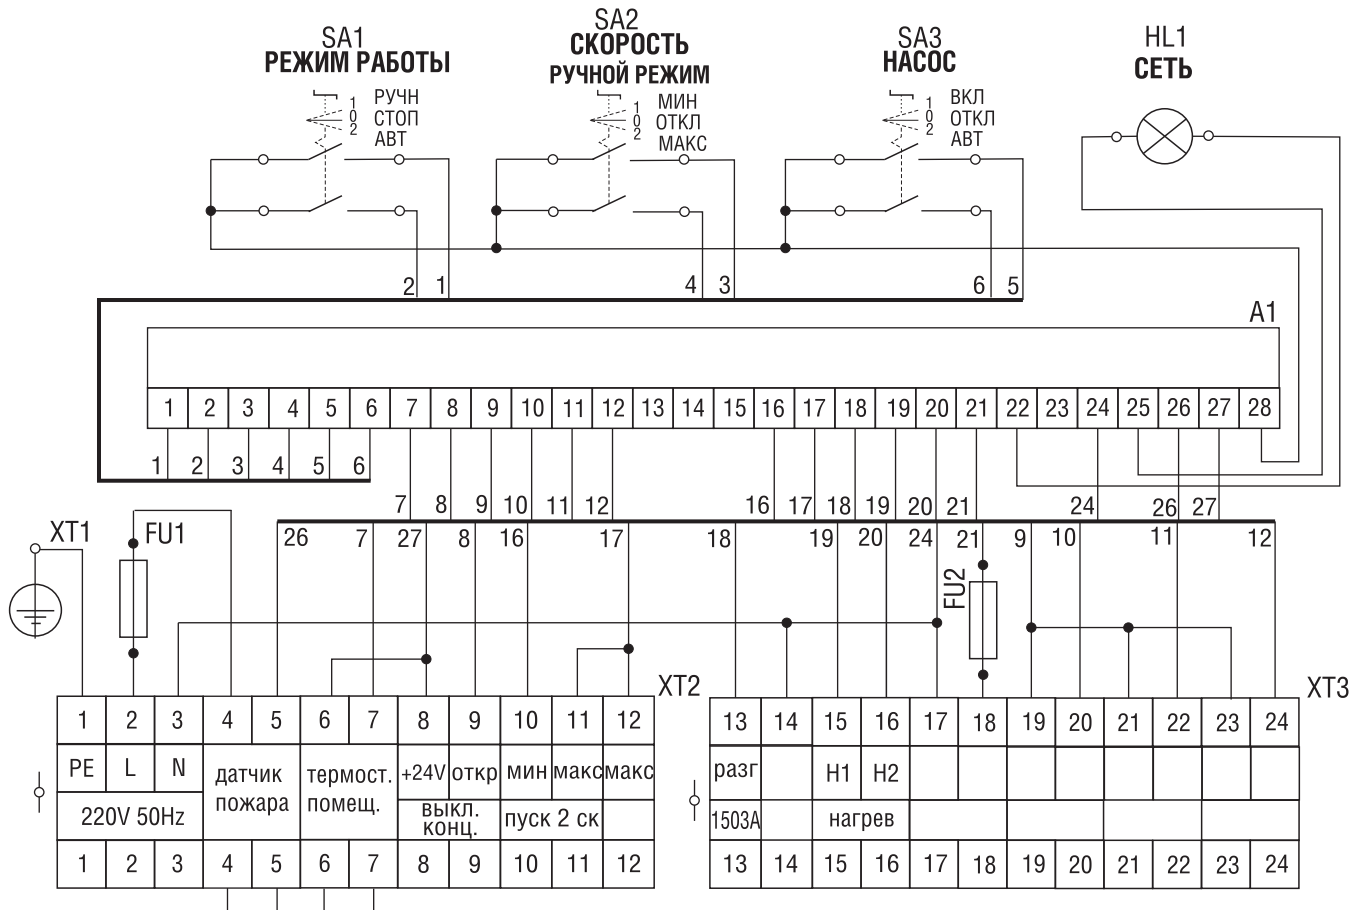 SA1
РЕЖИМ РАБОТЫ
1 РУЧН
0 СТОП
2 АВТ
SA2
СКОРОСТЬ
РУЧНОЙ РЕЖИМ
1 МИН
0 ОТКЛ
2 МАКС
SA3
НАСОС
1 ВКЛ
0 ОТКЛ
2 АВТ
HL1
СЕТЬ
2 1 4 3 6 5
A1
1 2 3 4 5 6 7 8 9 10 11 12 13 14 15 16 17 18 19 20 21 22 23 24 25 26 27 28
1 2 3 4 5 6
7 8 9 10 11 12 16 17 18 19 20 21 24 26 27
XT1
FU1
26 7 27 8 16 17 18 19 20 24 21 9 10 11 12
FU2
XT2
1 2 3 4 5 6 7 8 9 10 11 12
PE L N датчик термост. +24V откр мин макс макс
пожара помещ.
220V 50Hz выкл. пуск 2 ск
конц.
1 2 3 4 5 6 7 8 9 10 11 12
XT3
13 14 15 16 17 18 19 20 21 22 23 24
разг Н1 Н2
1503А нагрев
13 14 15 16 17 18 19 20 21 22 23 24